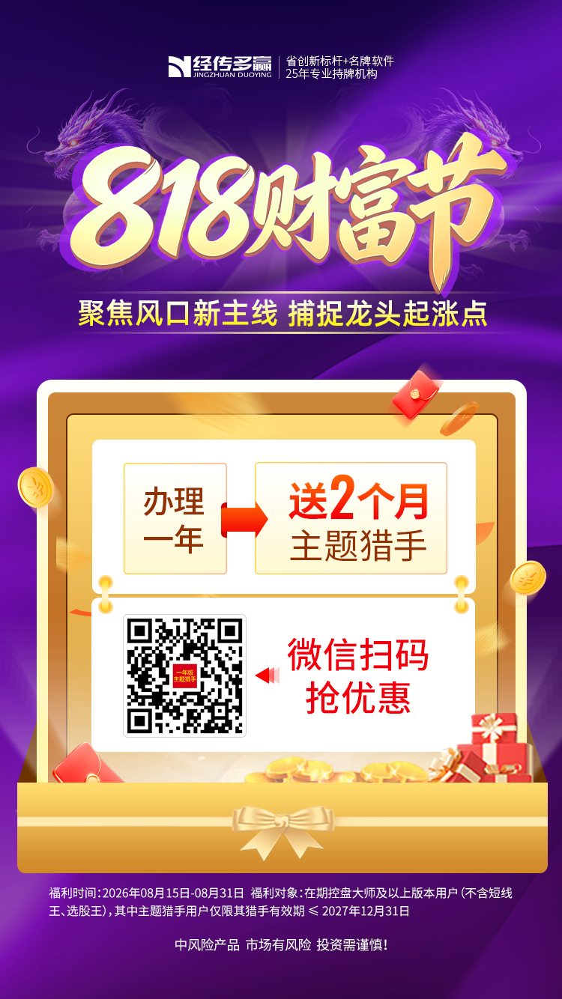 经传多赢
JINGZHUAN DUOYING
省创新标杆+名牌软件
25年专业持牌机构
818财富节
聚焦风口新主线 捕捉龙头起涨点
办理
一年
送2个月
主题猎手
一年版
主题猎手
微信扫码
抢优惠
福利时间:2026年08月15日-08月31日 福利对象:在期控盘大师及以上版本用户(不含短线
王、选股王),其中主题猎手用户仅限其猎手有效期 ≤ 2027年12月31日
中风险产品 市场有风险 投资需谨慎!